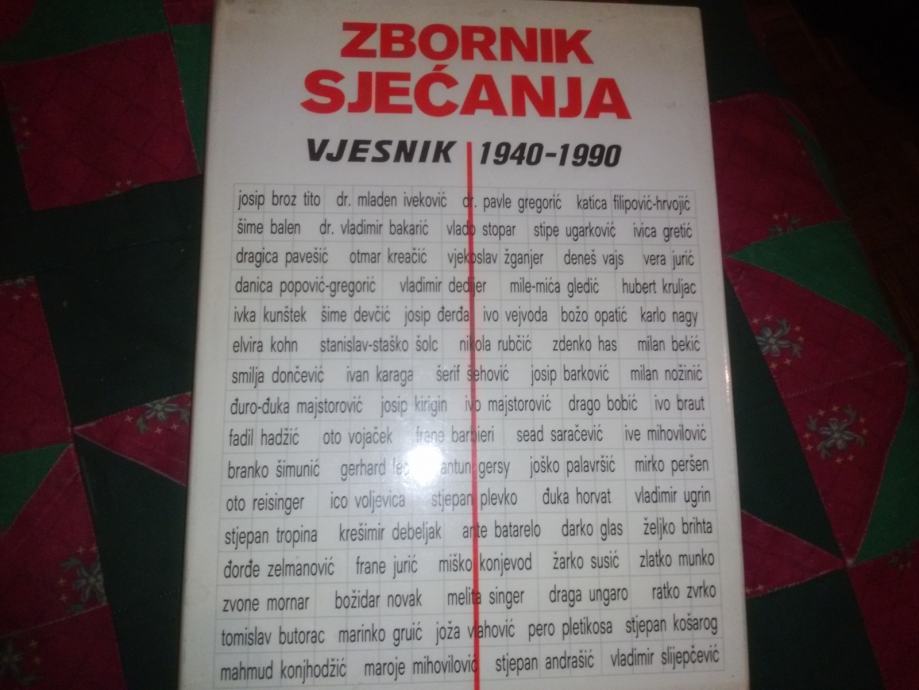 ZBORNIK
SJEĆANJA
VJESNIK 1940-1990
josip broz tito dr. mladen iveković dr. pavle gregorić katica filipović-hrvojić
šime balen dr. vladimir bakarić vlado stopar stipe ugarković ivica gretić
dragica pavešić otmar kreačić vjekoslav žganjer deneš vajs vera jurić
danica popović-gregorić vladimir dedijer mile-mića gledić hubert kruljac
ivka kunštek šime devčić josip đerđa ivo vejvoda božo opatić karlo nagy
elvira kohn stanislav-staško šolc nikola rubčić zdenko has milan bekić
smilja dončević ivan karaga šerif šehović josip barković milan nožinić
đuro-đuka majstorović josip kirigin ivo majstorović drago bobić ivo braut
fadil hadžić oto vojaček frane barbieri sead saračević ive mihovilović
branko šimunić gerhard antun gersy joško palavršić mirko peršen
oto reisinger ico voljevica stjepan plevko đuka horvat vladimir ugrin
stjepan tropina krešimir debeljak ante batarelo darko glas željko brihta
đorđe zelmanović frane jurić miško konjevod žarko susić zlatko munko
zvone mornar božidar novak melita singer draga ungaro ratko zvrko
tomislav butorac marinko gruić joža vlahović pero pletikosa stjepan košarog
mahmud konjhodžić maroje mihovilović stjepan andrašić vladimir slijepčević